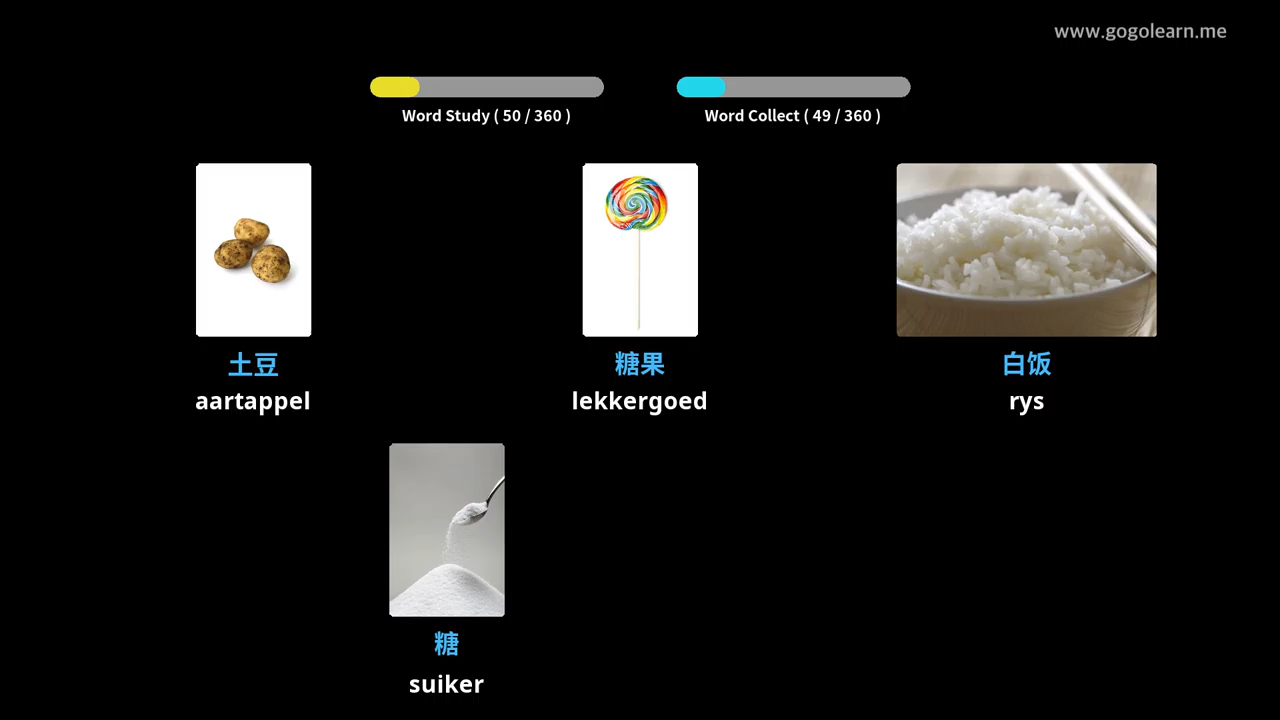 www.gogolearn.me
Word Study ( 50 / 360 )
Word Collect ( 49 / 360 )
土豆
aartappel
糖果
lekkergoed
白饭
rys
糖
suiker